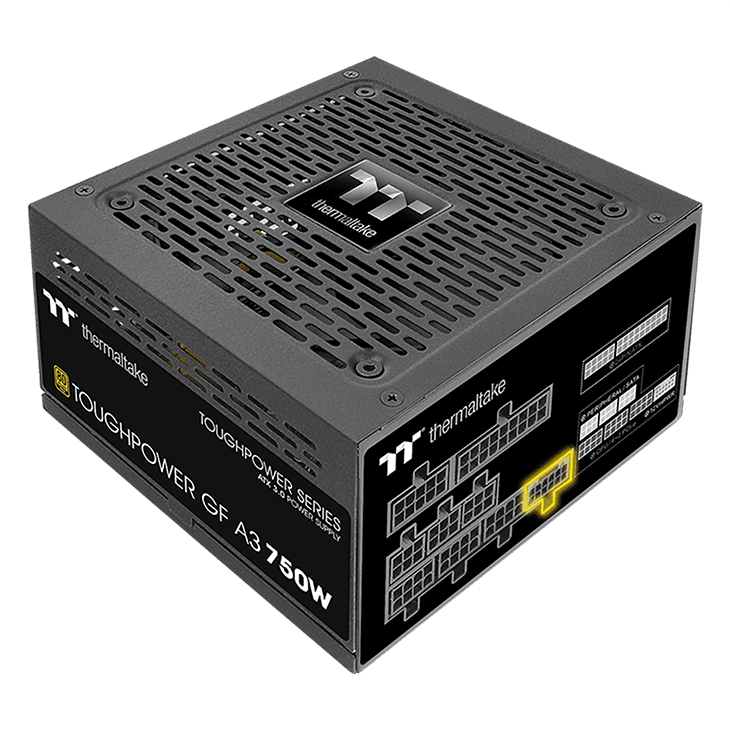 thermaltake
thermaltake
TOUGHPOWER GF A3 750W
TOUGHPOWER SERIES
ATX 3.0 POWER SUPPLY
thermaltake
PERIPHERAL/SATA